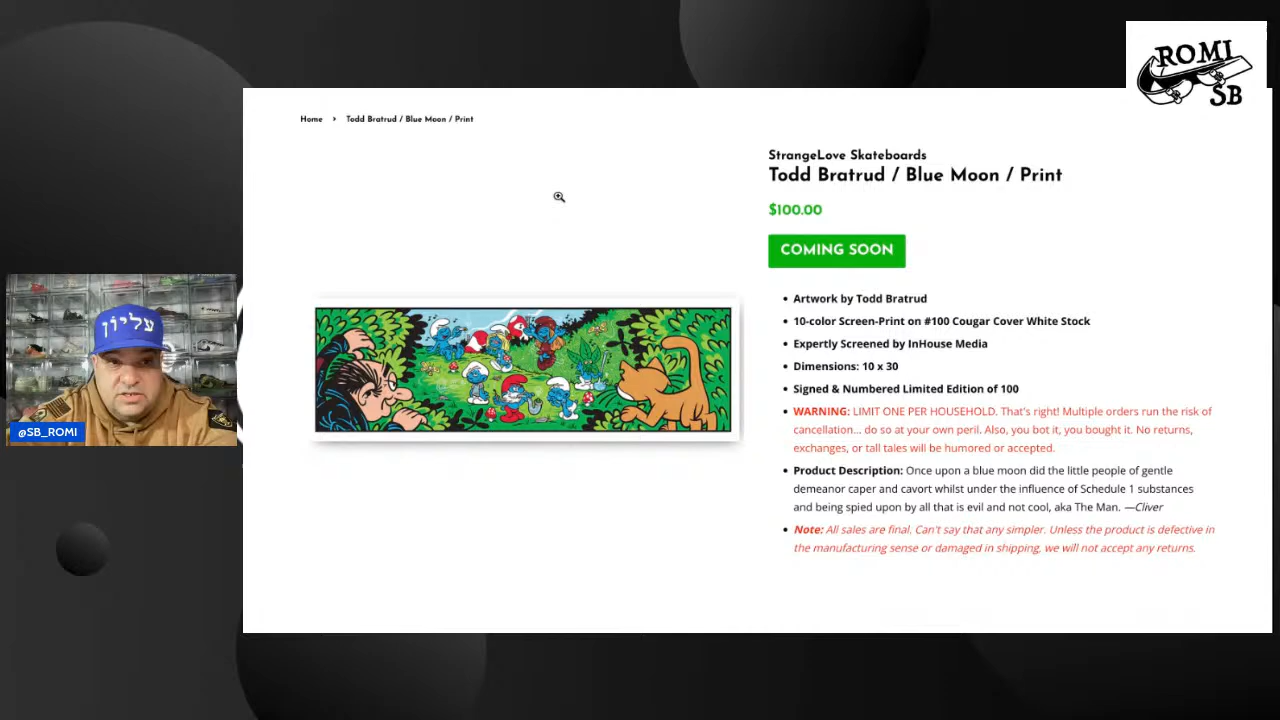 ROMI
SB
Home › Todd Bratrud / Blue Moon / Print
StrangeLove Skateboards
Todd Bratrud / Blue Moon / Print
$100.00
COMING SOON
• Artwork by Todd Bratrud
• 10-color Screen-Print on #100 Cougar Cover White Stock
• Expertly Screened by InHouse Media
• Dimensions: 10 x 30
• Signed & Numbered Limited Edition of 100
• WARNING: LIMIT ONE PER HOUSEHOLD. That's right! Multiple orders run the risk of
cancellation... do so at your own peril. Also, you bot it, you bought it. No returns,
exchanges, or tall tales will be humored or accepted.
• Product Description: Once upon a blue moon did the little people of gentle
demeanor caper and cavort whilst under the influence of Schedule 1 substances
and being spied upon by all that is evil and not cool, aka The Man. —Cliver
• Note: All sales are final. Can't say that any simpler. Unless the product is defective in
the manufacturing sense or damaged in shipping, we will not accept any returns.
עליון
@SB_ROMI